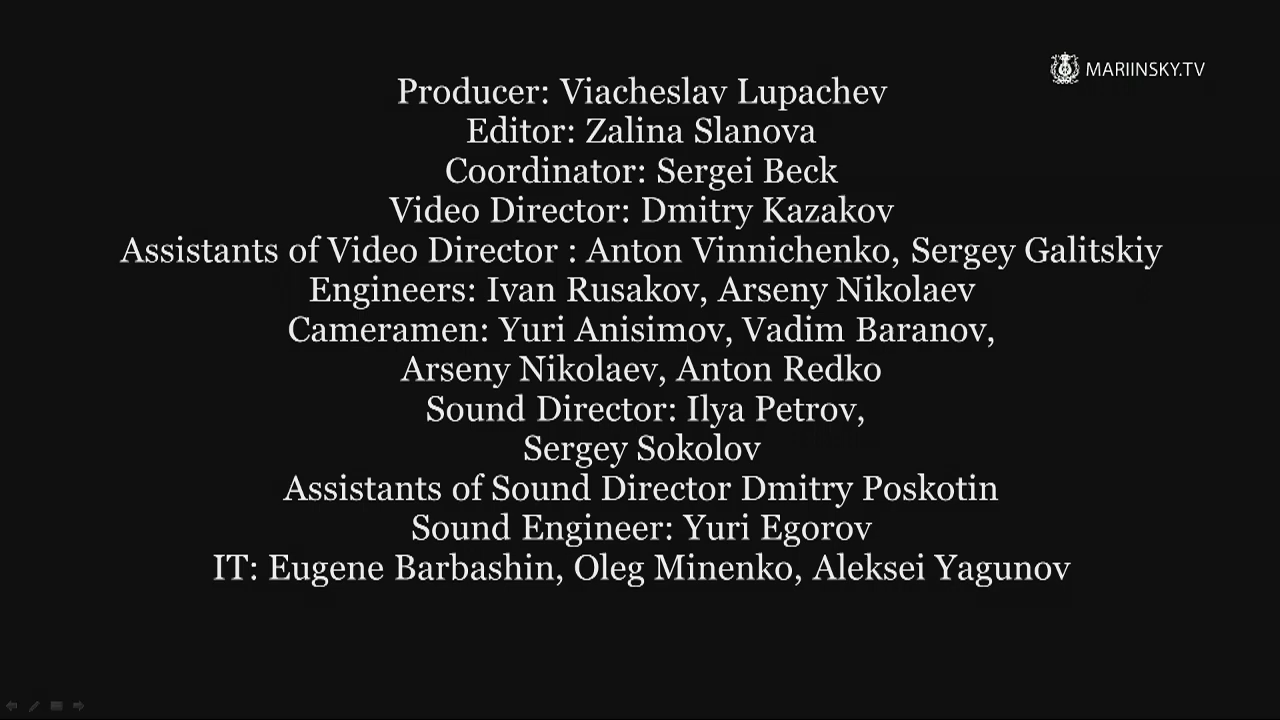 MARIINSKY.TV
Producer: Viacheslav Lupachev
Editor: Zalina Slanova
Coordinator: Sergei Beck
Video Director: Dmitry Kazakov
Assistants of Video Director : Anton Vinnichenko, Sergey Galitskiy
Engineers: Ivan Rusakov, Arseny Nikolaev
Cameramen: Yuri Anisimov, Vadim Baranov,
Arseny Nikolaev, Anton Redko
Sound Director: Ilya Petrov,
Sergey Sokolov
Assistants of Sound Director Dmitry Poskotin
Sound Engineer: Yuri Egorov
IT: Eugene Barbashin, Oleg Minenko, Aleksei Yagunov